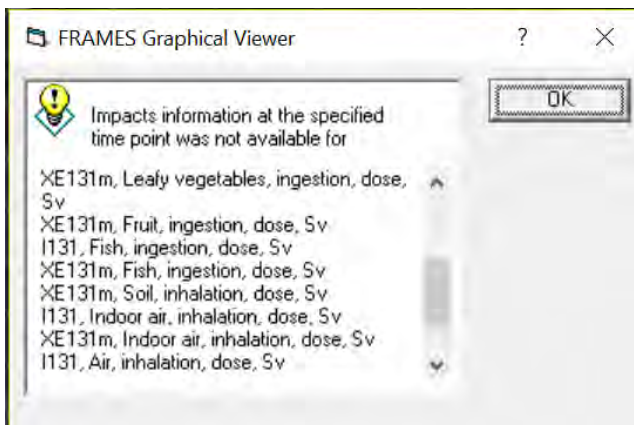 FRAMES Graphical Viewer
?
OK
Impacts information at the specified
time point was not available for
XE131m, Leafy vegetables, ingestion, dose,
Sv
XE131m, Fruit, ingestion, dose, Sv
I131, Fish, ingestion, dose, Sv
XE131m, Fish, ingestion, dose, Sv
XE131m, Soil, inhalation, dose, Sv
I131, Indoor air, inhalation, dose, Sv
XE131m, Indoor air, inhalation, dose, Sv
I131, Air, inhalation, dose, Sv